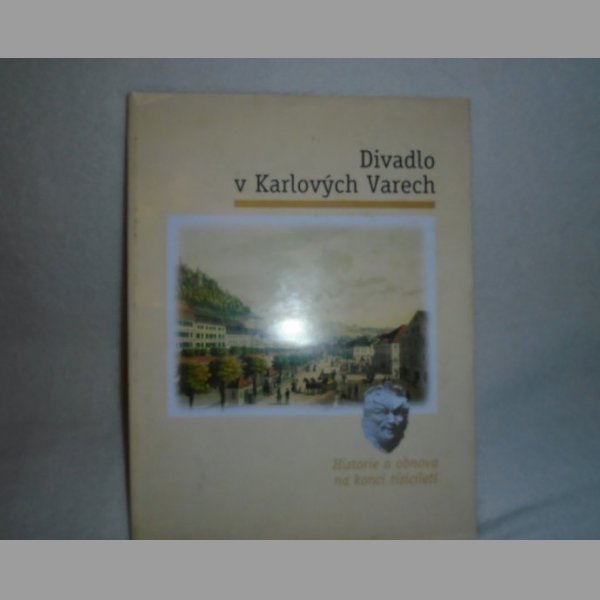 Divadlo
v Karlových Varech
Historie a obnova
na konci tisíciletí